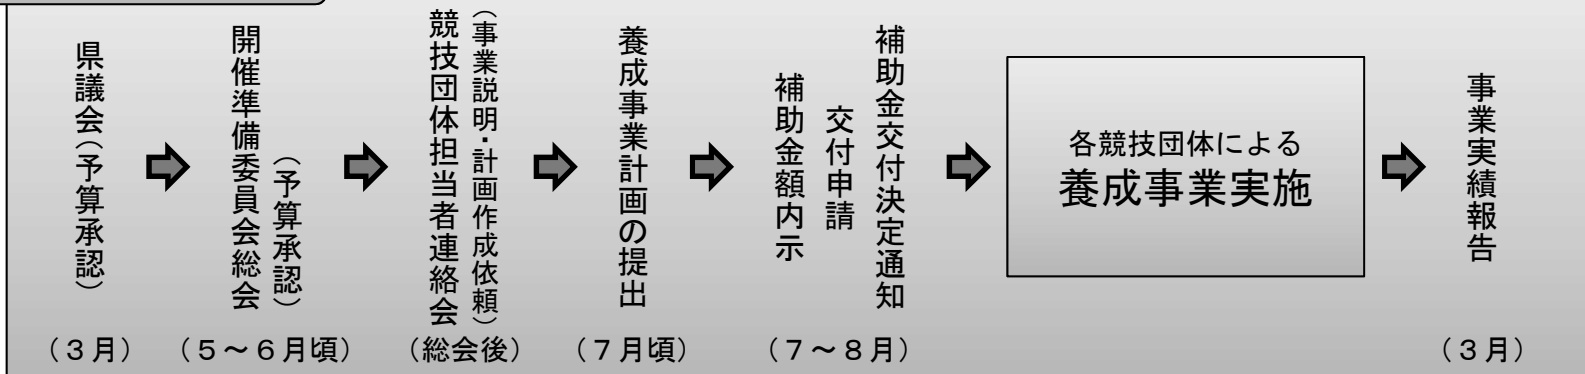 県議会（予算承認）
（３月）
開催準備委員会総会
（予算承認）
（５～６月頃）
（事業説明・計画作成依頼）
競技団体担当者連絡会
（総会後）
養成事業計画の提出
（７月頃）
補助金額内示
交付申請
補助金交付決定通知
（７～８月）
各競技団体による
養成事業実施
事業実績報告
（３月）